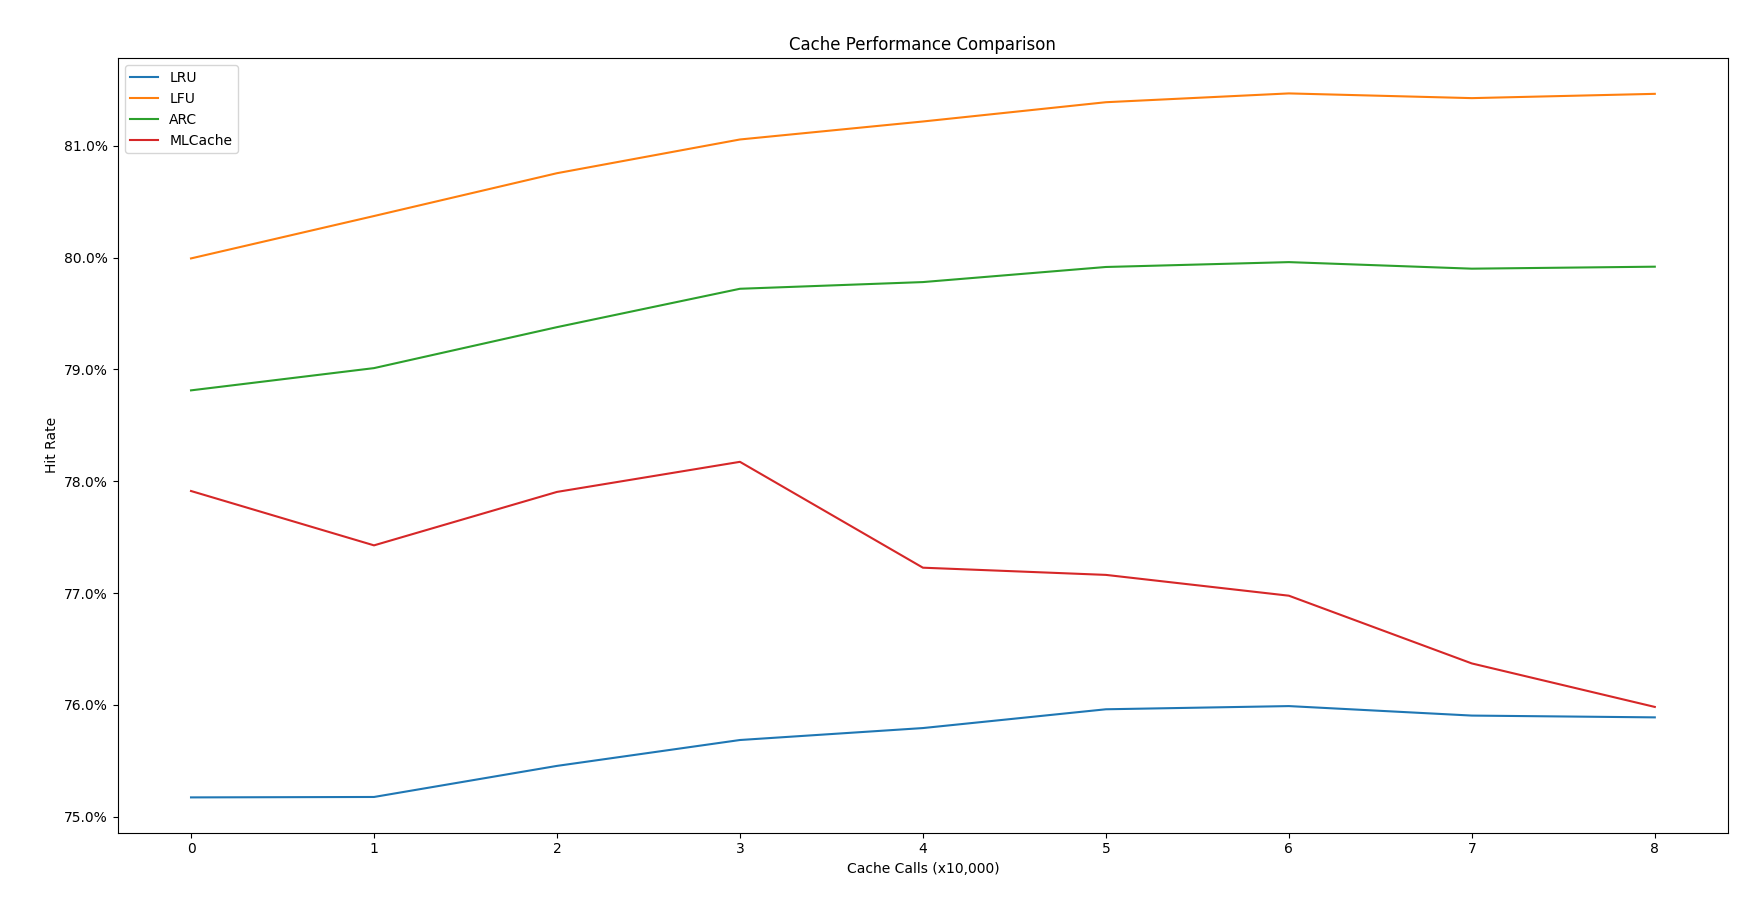 Cache Performance Comparison
LRU
LFU
ARC
MLCache
81.0%
80.0%
79.0%
78.0%
77.0%
76.0%
75.0%
Hit Rate
0 1 2 3 4 5 6 7 8
Cache Calls (x10,000)